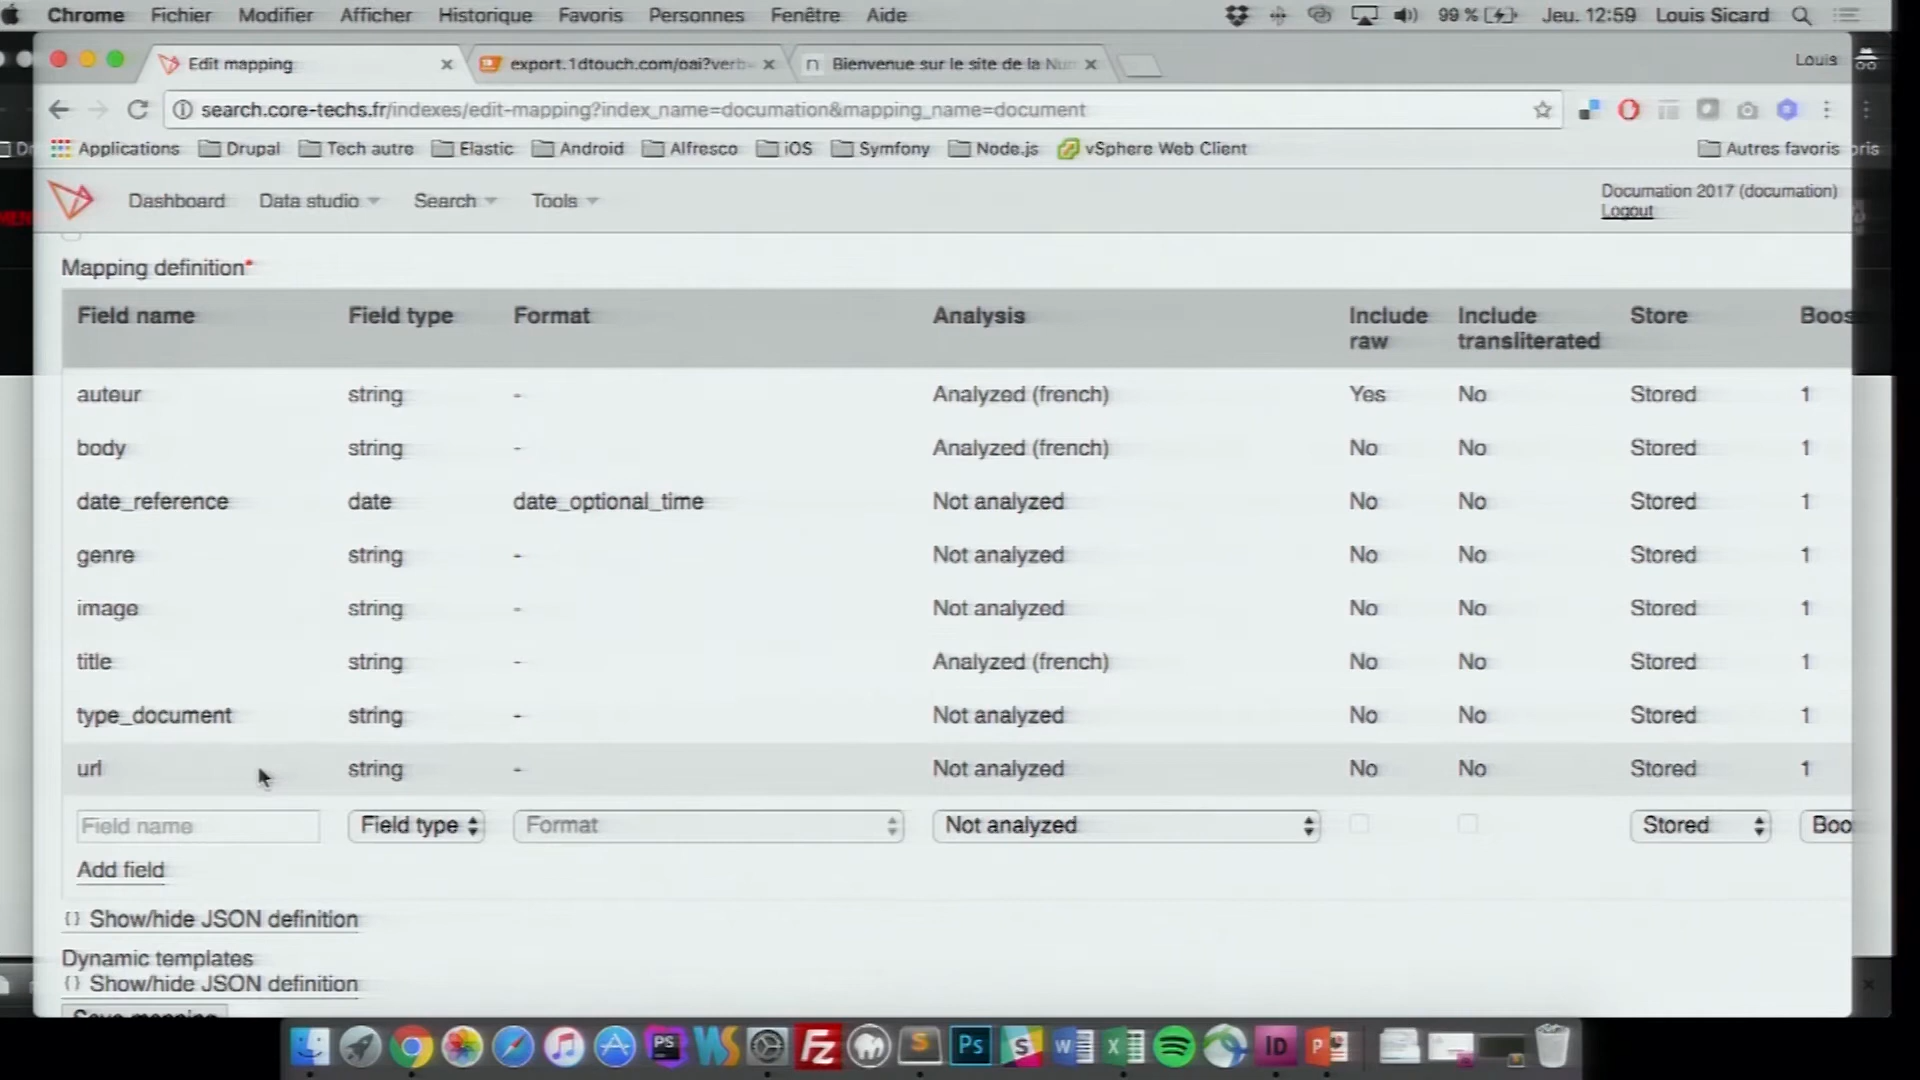 Chrome Fichier Modifier Afficher Historique Favoris Personnes Fenêtre Aide 99 % Jeu. 12:59 Louis Sicard
Edit mapping export.1dtouch.com/oai?verb= Bienvenue sur le site de la Num Louis
search.core-techs.fr/indexes/edit-mapping?index_name=documation&mapping_name=document
Applications Drupal Tech autre Elastic Android Alfresco iOS Symfony Node.js vSphere Web Client Autres favoris
Dashboard Data studio Search Tools Documation 2017 (documation)
Logout
Mapping definition*
Field name Field type Format Analysis Include raw Include transliterated Store Boos
auteur string - Analyzed (french) Yes No Stored 1
body string - Analyzed (french) No No Stored 1
date_reference date date_optional_time Not analyzed No No Stored 1
genre string - Not analyzed No No Stored 1
image string - Not analyzed No No Stored 1
title string - Analyzed (french) No No Stored 1
type_document string - Not analyzed No No Stored 1
url string - Not analyzed No No Stored 1
Field name Field type Format Not analyzed Stored Boo
Add field
{} Show/hide JSON definition
Dynamic templates
{} Show/hide JSON definition
Save mapping